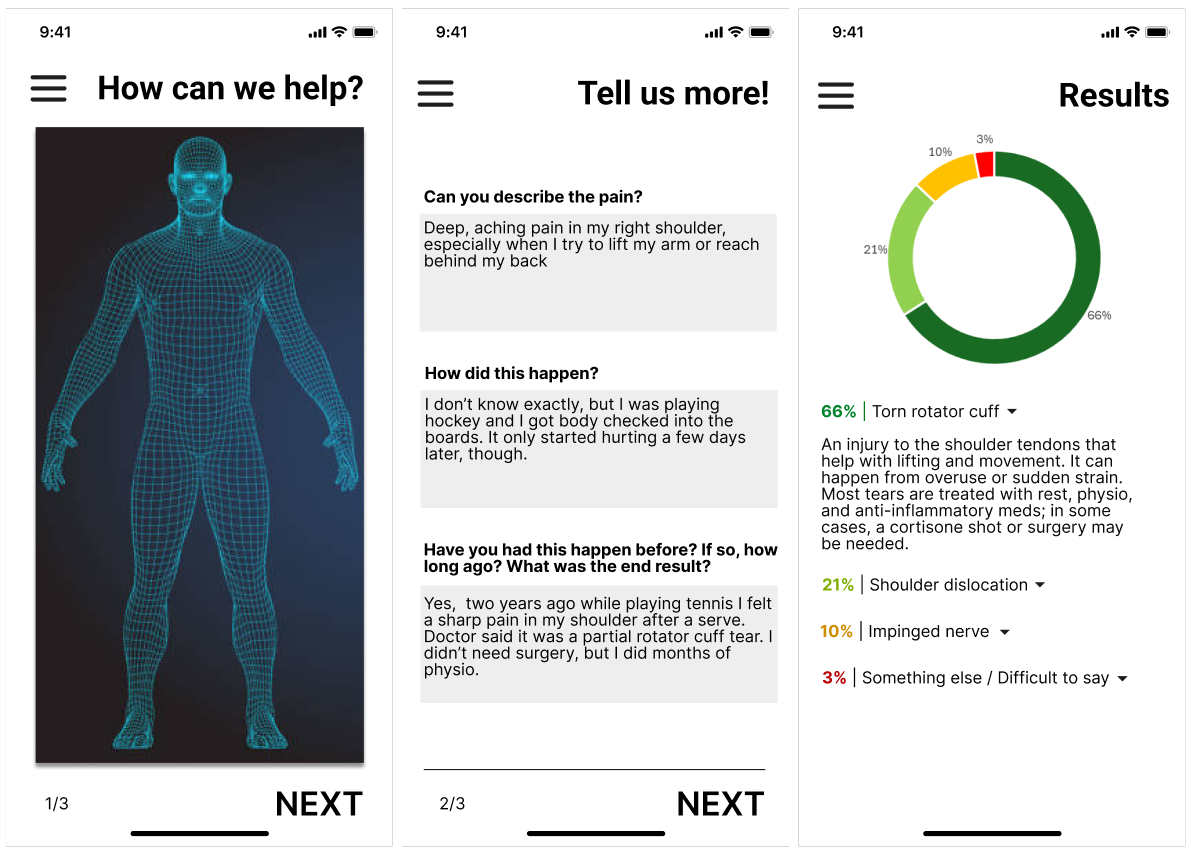 9:41
How can we help?
1/3
NEXT
9:41
Tell us more!
Can you describe the pain?
Deep, aching pain in my right shoulder,
especially when I try to lift my arm or reach
behind my back
How did this happen?
I don’t know exactly, but I was playing
hockey and I got body checked into the
boards. It only started hurting a few days
later, though.
Have you had this happen before? If so, how
long ago? What was the end result?
Yes,  two years ago while playing tennis I felt
a sharp pain in my shoulder after a serve.
Doctor said it was a partial rotator cuff tear. I
didn’t need surgery, but I did months of
physio.
2/3
NEXT
9:41
Results
3%
10%
21%
66%
66% | Torn rotator cuff
An injury to the shoulder tendons that
help with lifting and movement. It can
happen from overuse or sudden strain.
Most tears are treated with rest, physio,
and anti-inflammatory meds; in some
cases, a cortisone shot or surgery may
be needed.
21% | Shoulder dislocation
10% | Impinged nerve
3% | Something else / Difficult to say